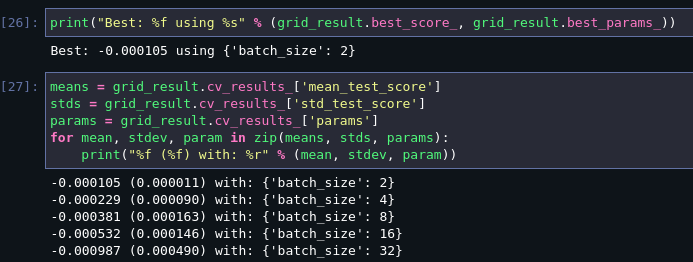 [26]: print("Best: %f using %s" % (grid_result.best_score_, grid_result.best_params_))
Best: -0.000105 using {'batch_size': 2}
[27]: means = grid_result.cv_results_['mean_test_score']
stds = grid_result.cv_results_['std_test_score']
params = grid_result.cv_results_['params']
for mean, stdev, param in zip(means, stds, params):
    print("%f (%f) with: %r" % (mean, stdev, param))
-0.000105 (0.000011) with: {'batch_size': 2}
-0.000229 (0.000090) with: {'batch_size': 4}
-0.000381 (0.000163) with: {'batch_size': 8}
-0.000532 (0.000146) with: {'batch_size': 16}
-0.000987 (0.000490) with: {'batch_size': 32}